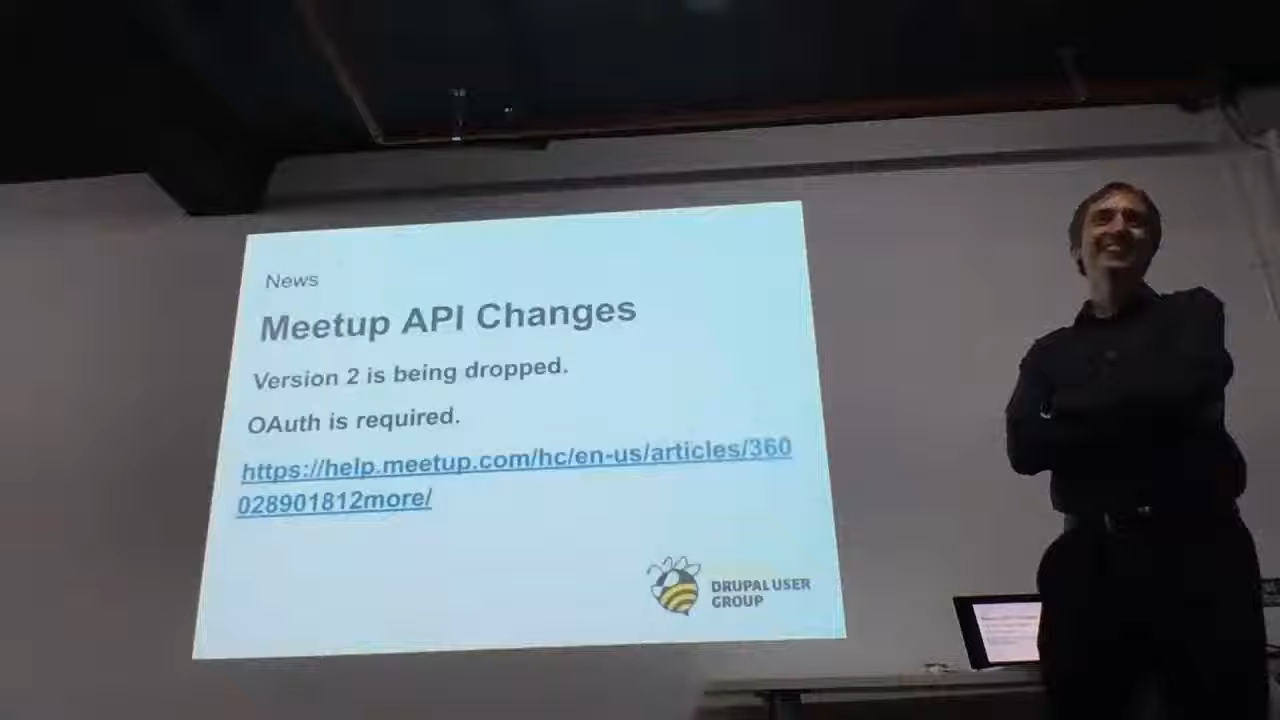 News
Meetup API Changes
Version 2 is being dropped.
OAuth is required.
https://help.meetup.com/hc/en-us/articles/360
028901812more/
DRUPAL USER
GROUP